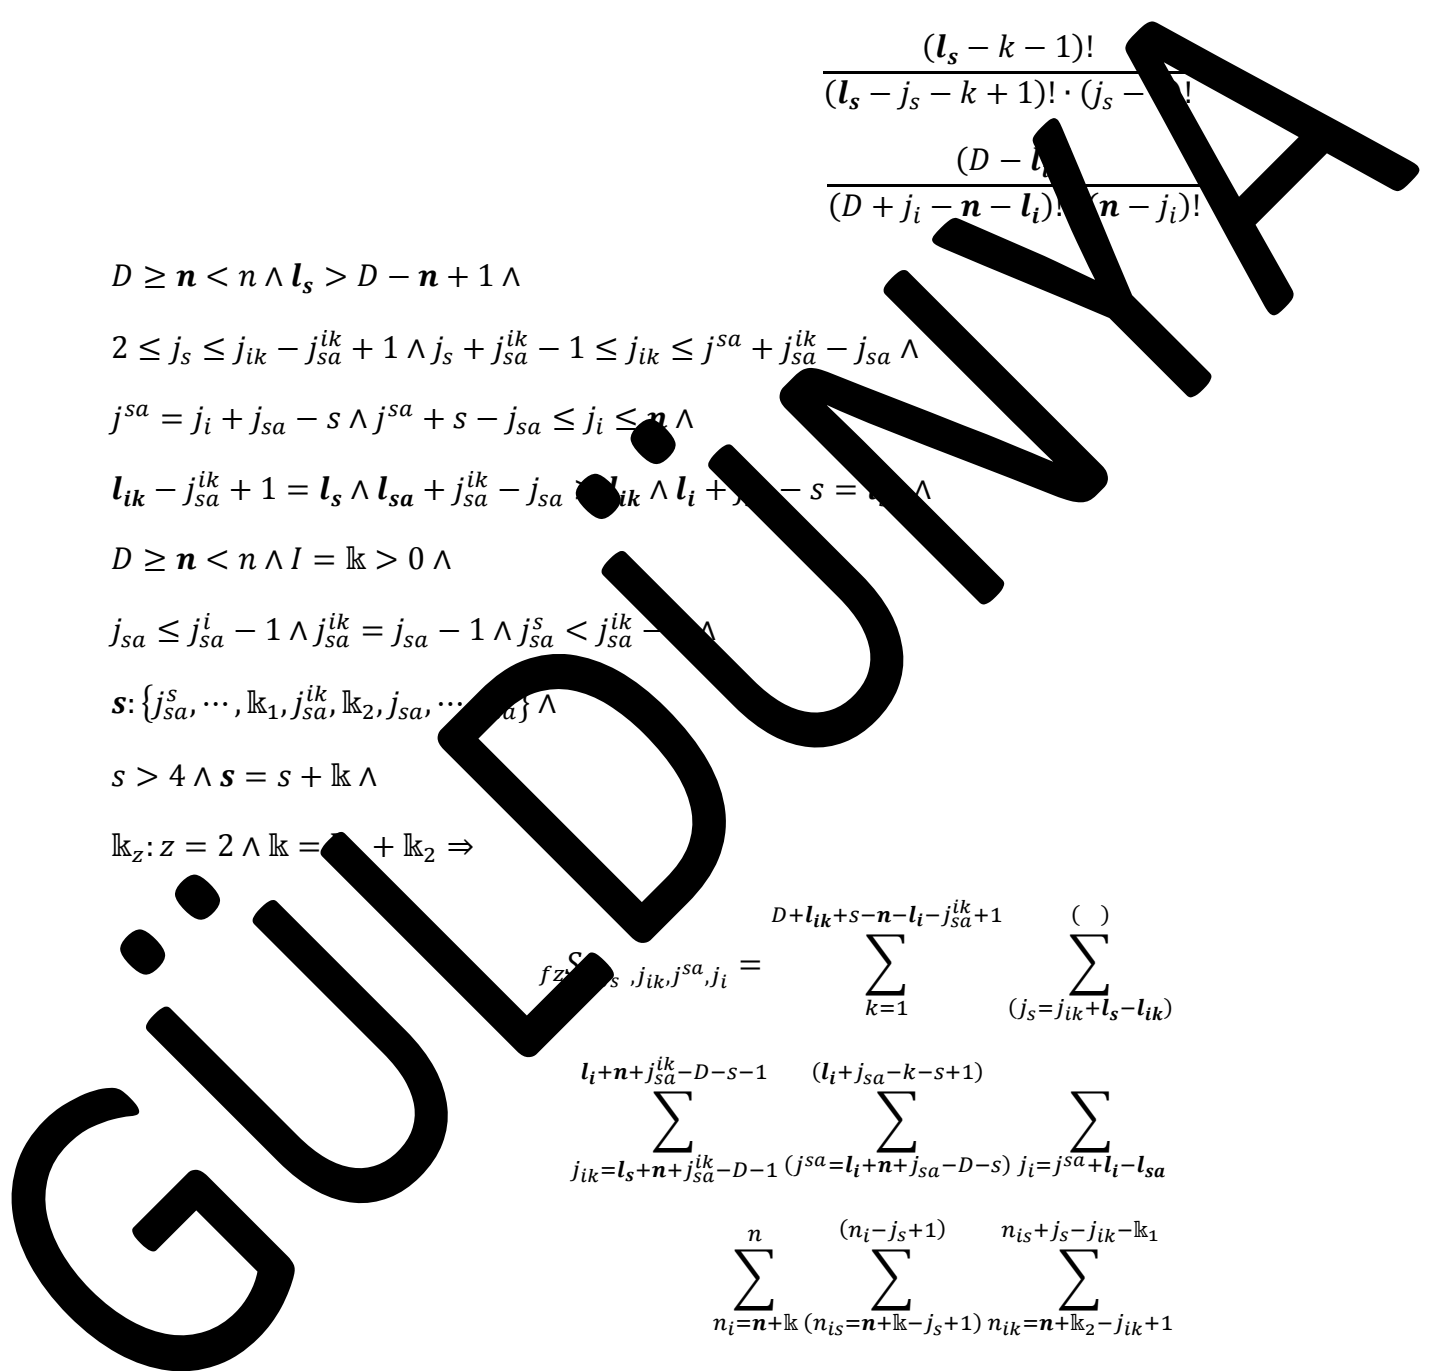 (l_s − k − 1)!
(l_s − j_s − k + 1)! · (j_s − )!
(D − l
(D + j_i − n − l_i)! (n − j_i)!
D ≥ n < n ∧ l_s > D − n + 1 ∧
2 ≤ j_s ≤ j_{ik} − j_{sa}^{ik} + 1 ∧ j_s + j_{sa}^{ik} − 1 ≤ j_{ik} ≤ j^{sa} + j_{sa}^{ik} − j_{sa} ∧
j^{sa} = j_i + j_{sa} − s ∧ j^{sa} + s − j_{sa} ≤ j_i ≤ n ∧
l_{ik} − j_{sa}^{ik} + 1 = l_s ∧ l_{sa} + j_{sa}^{ik} − j_{sa} l_{ik} ∧ l_i + − s = ∧
D ≥ n < n ∧ I = 𝕜 > 0 ∧
j_{sa} ≤ j_{sa}^i − 1 ∧ j_{sa}^{ik} = j_{sa} − 1 ∧ j_{sa}^s < j_{sa}^{ik} − ∧
s: {j_{sa}^s, ⋯, 𝕜_1, j_{sa}^{ik}, 𝕜_2, j_{sa}, ⋯ } ∧
s > 4 ∧ s = s + 𝕜 ∧
𝕜_z: z = 2 ∧ 𝕜 = + 𝕜_2 ⇒
D+l_{ik}+s−n−l_i−j_{sa}^{ik}+1 ( )
fz S , j_{ik}, j^{sa}, j_i = ∑ ∑
k=1 (j_s=j_{ik}+l_s−l_{ik})
l_i+n+j_{sa}^{ik}−D−s−1 (l_i+j_{sa}−k−s+1)
∑ ∑ ∑
j_{ik}=l_s+n+j_{sa}^{ik}−D−1 (j^{sa}=l_i+n+j_{sa}−D−s) j_i=j^{sa}+l_i−l_{sa}
n (n_i−j_s+1) n_{is}+j_s−j_{ik}−𝕜_1
∑ ∑ ∑
n_i=n+𝕜 (n_{is}=n+𝕜−j_s+1) n_{ik}=n+𝕜_2−j_{ik}+1
GÜLDÜNYA